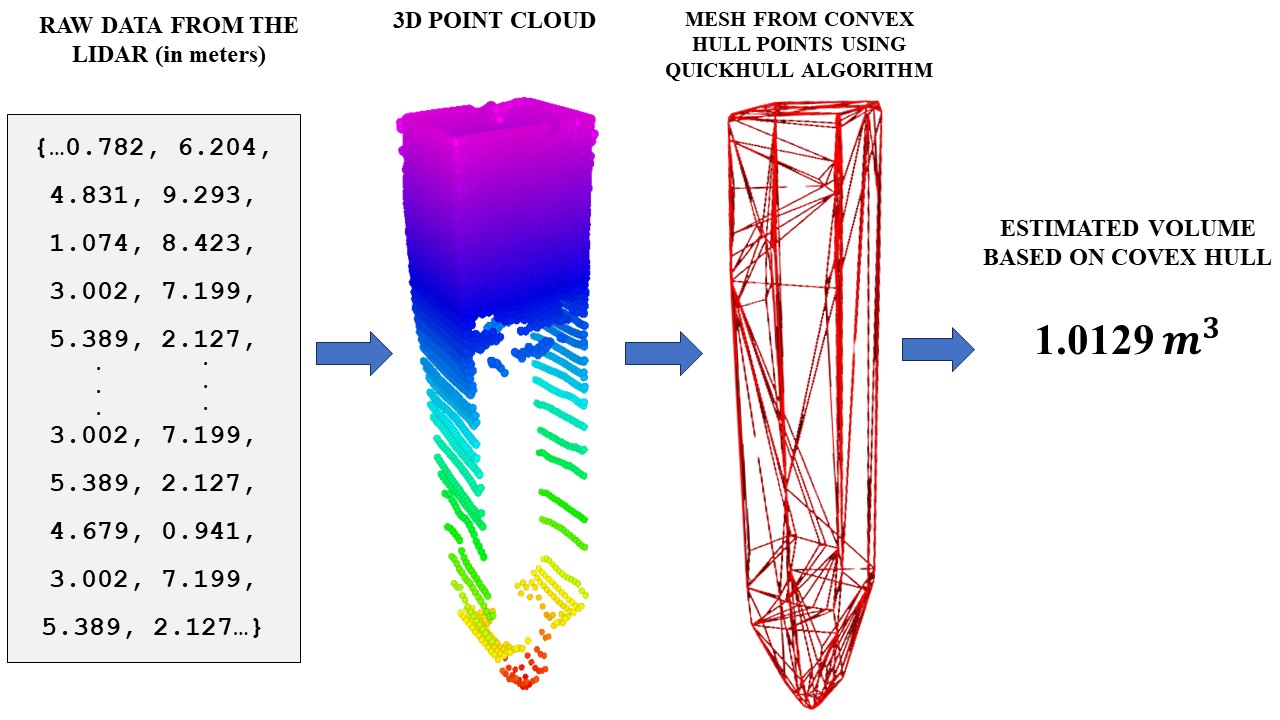 RAW DATA FROM THE
LIDAR (in meters)
{…0.782, 6.204,
4.831, 9.293,
1.074, 8.423,
3.002, 7.199,
5.389, 2.127,
. .
. .
. .
3.002, 7.199,
5.389, 2.127,
4.679, 0.941,
3.002, 7.199,
5.389, 2.127…}
3D POINT CLOUD
MESH FROM CONVEX
HULL POINTS USING
QUICKHULL ALGORITHM
ESTIMATED VOLUME
BASED ON COVEX HULL
1.0129 m³